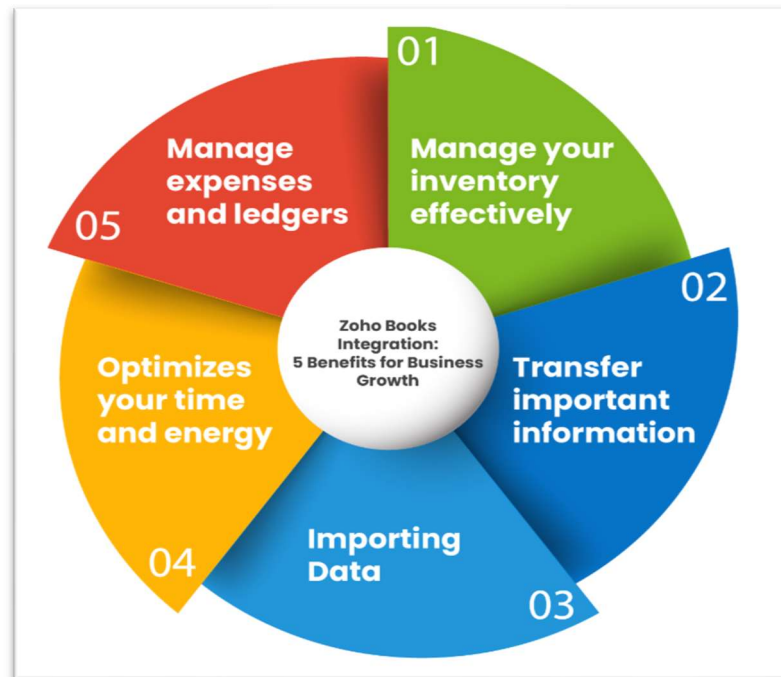 Zoho Books
Integration:
5 Benefits for Business
Growth
01
Manage your
inventory
effectively
02
Transfer
important
information
03
Importing
Data
04
Optimizes
your time
and energy
05
Manage
expenses
and ledgers